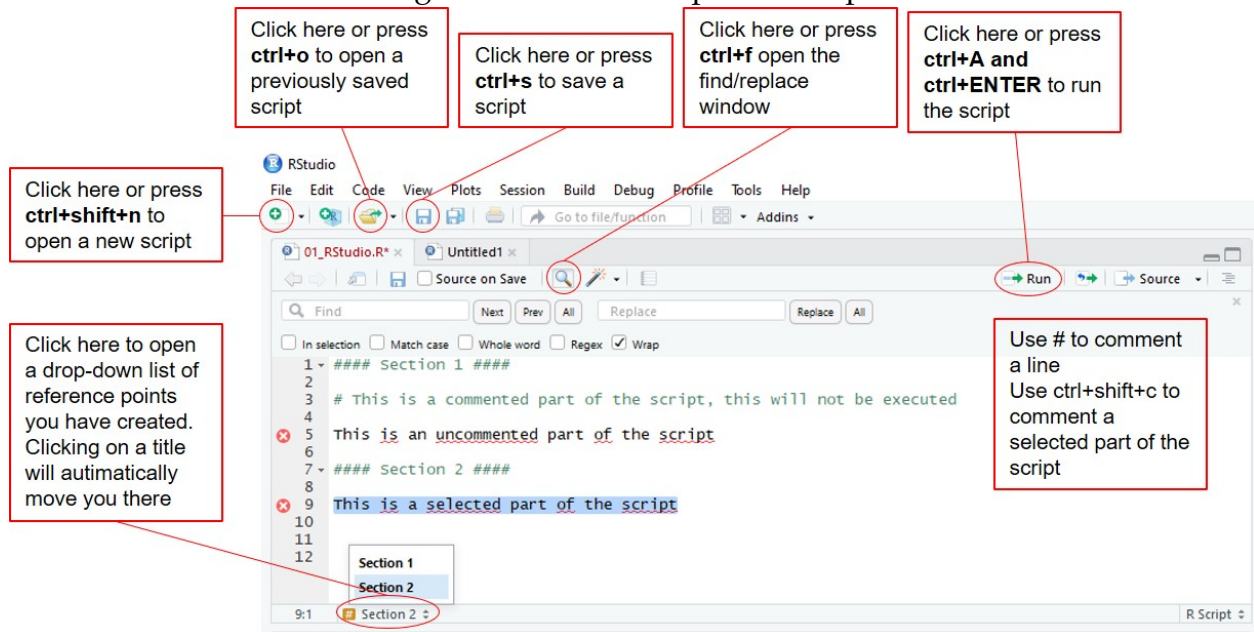 Click here or press
ctrl+o to open a
previously saved
script
Click here or press
ctrl+s to save a
script
Click here or press
ctrl+f open the
find/replace
window
Click here or press
ctrl+A and
ctrl+ENTER to run
the script
Click here or press
ctrl+shift+n to
open a new script
RStudio
File Edit Code View Plots Session Build Debug Profile Tools Help
Go to file/function Addins
01_RStudio.R* × Untitled1 ×
Source on Save Run Source
Find Next Prev All Replace Replace All
In selection Match case Whole word Regex Wrap
1 #### Section 1 ####
2
3 # This is a commented part of the script, this will not be executed
4
5 This is an uncommented part of the script
6
7 #### Section 2 ####
8
9 This is a selected part of the script
10
11
12
Section 1
Section 2
9:1 # Section 2 R Script
Click here to open
a drop-down list of
reference points
you have created.
Clicking on a title
will autimatically
move you there
Use # to comment
a line
Use ctrl+shift+c to
comment a
selected part of the
script